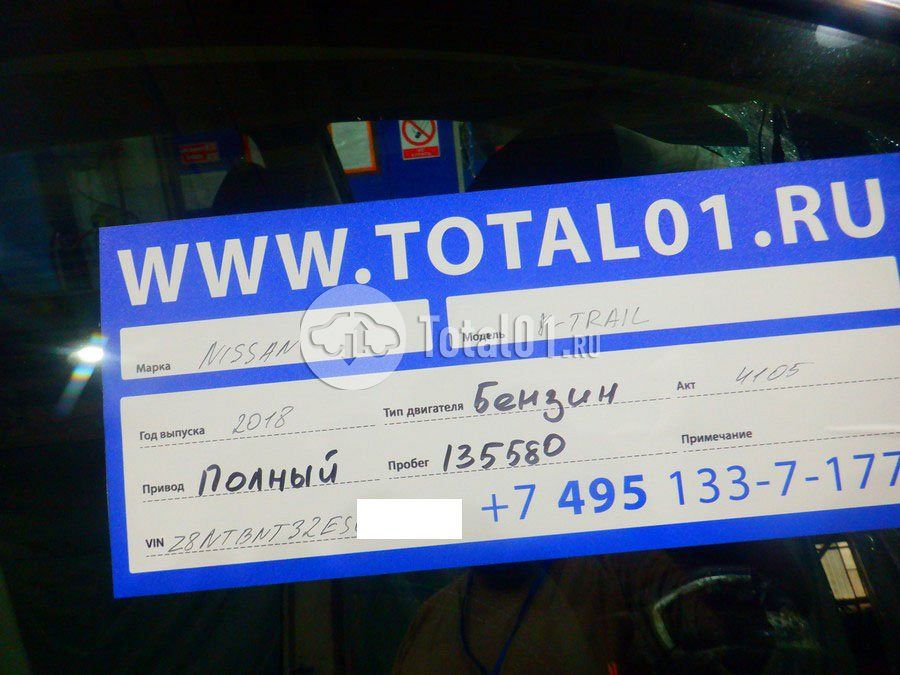 WWW.TOTAL01.RU
Марка NISSAN Модель X-TRAIL
Total01.RU
Год выпуска 2018 Тип двигателя Бензин Акт 4105
Привод Полный Пробег 135580 Примечание
+7 495 133-7-177
VIN Z8NTBNT32ES